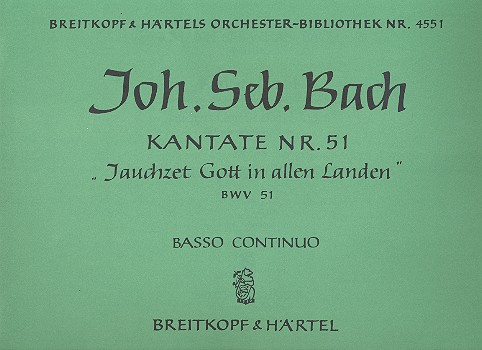 BREITKOPF & HÄRTELS ORCHESTER-BIBLIOTHEK NR. 4551
Joh. Seb. Bach
KANTATE NR. 51
„Jauchzet Gott in allen Landen"
BWV 51
BASSO CONTINUO
BREITKOPF & HÄRTEL